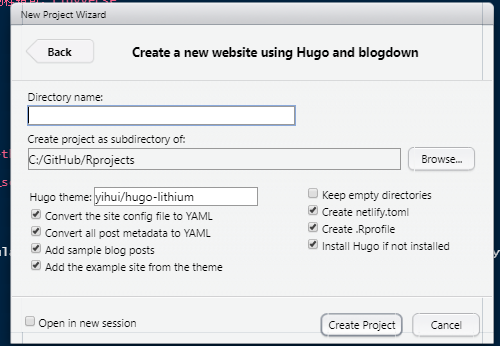 New Project Wizard
Back
Create a new website using Hugo and blogdown
Directory name:
Create project as subdirectory of:
C:/GitHub/Rprojects
Browse...
Hugo theme: yihui/hugo-lithium
Convert the site config file to YAML
Convert all post metadata to YAML
Add sample blog posts
Add the example site from the theme
Keep empty directories
Create netlify.toml
Create .Rprofile
Install Hugo if not installed
Open in new session
Create Project
Cancel